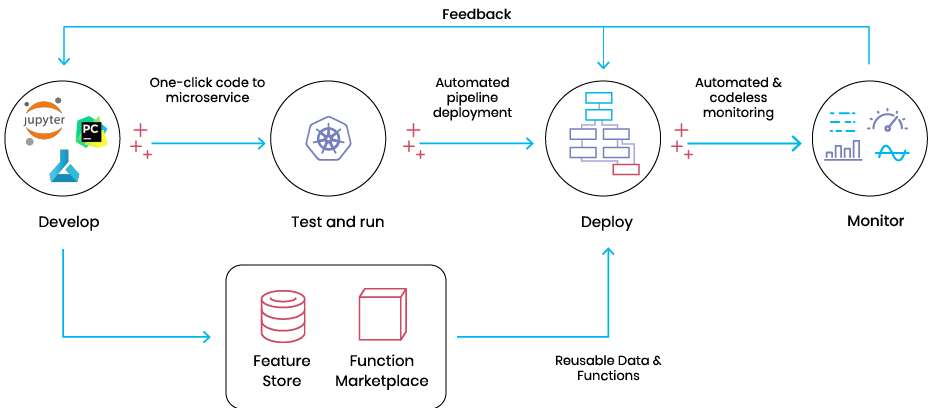 Feedback
One-click code to
microservice
Automated
pipeline
deployment
Automated &
codeless
monitoring
jupyter
PC
Develop
Test and run
Deploy
Monitor
Feature
Store
Function
Marketplace
Reusable Data &
Functions